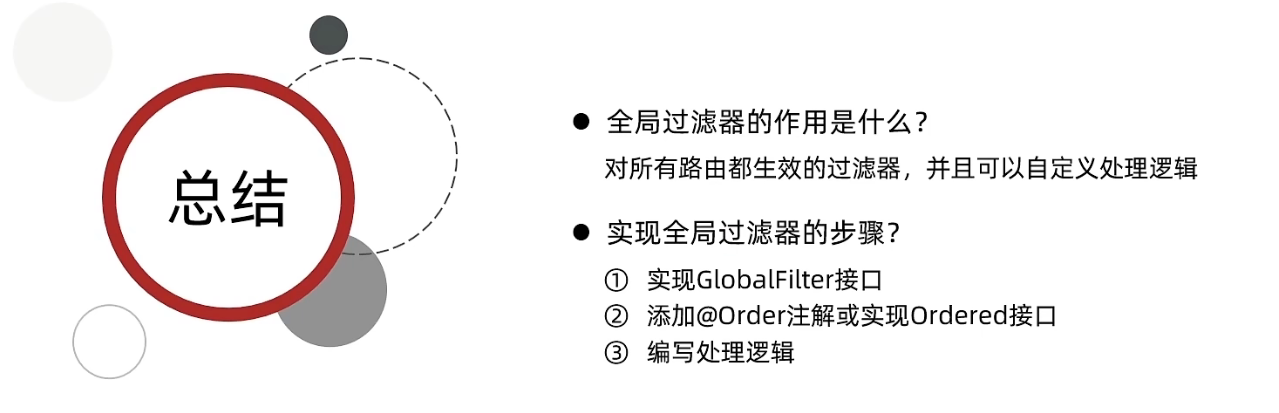 总结
● 全局过滤器的作用是什么?
对所有路由都生效的过滤器，并且可以自定义处理逻辑
● 实现全局过滤器的步骤?
① 实现GlobalFilter接口
② 添加@Order注解或实现Ordered接口
③ 编写处理逻辑